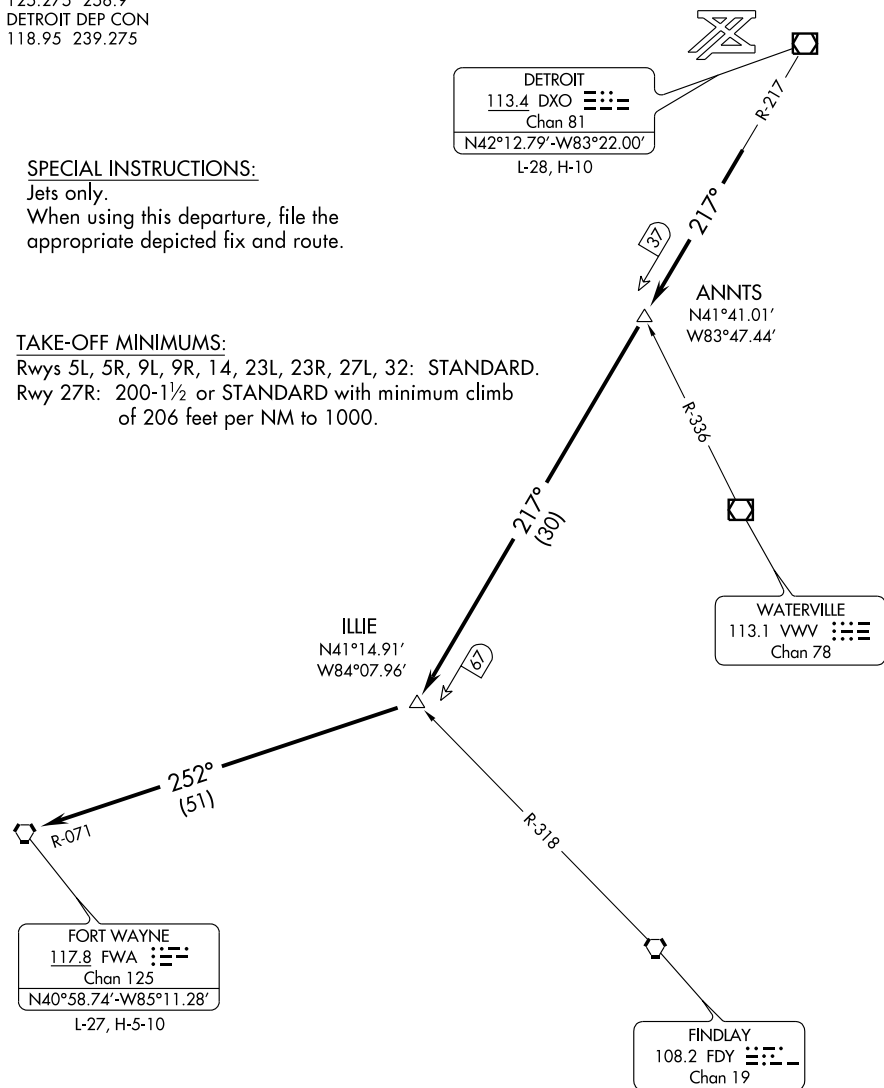 DETROIT DEP CON
118.95 239.275
DETROIT
113.4 DXO
Chan 81
N42°12.79’-W83°22.00’
L-28, H-10
R-217
SPECIAL INSTRUCTIONS:
Jets only.
When using this departure, file the
appropriate depicted fix and route.
217°
37
ANNTS
N41°41.01’
W83°47.44’
TAKE-OFF MINIMUMS:
Rwys 5L, 5R, 9L, 9R, 14, 23L, 23R, 27L, 32: STANDARD.
Rwy 27R: 200-1½ or STANDARD with minimum climb
of 206 feet per NM to 1000.
R-336
217°
(30)
WATERVILLE
113.1 VWV
Chan 78
ILLIE
N41°14.91’
W84°07.96’
67
252°
(51)
R-071
R-318
FORT WAYNE
117.8 FWA
Chan 125
N40°58.74’-W85°11.28’
L-27, H-5-10
FINDLAY
108.2 FDY
Chan 19